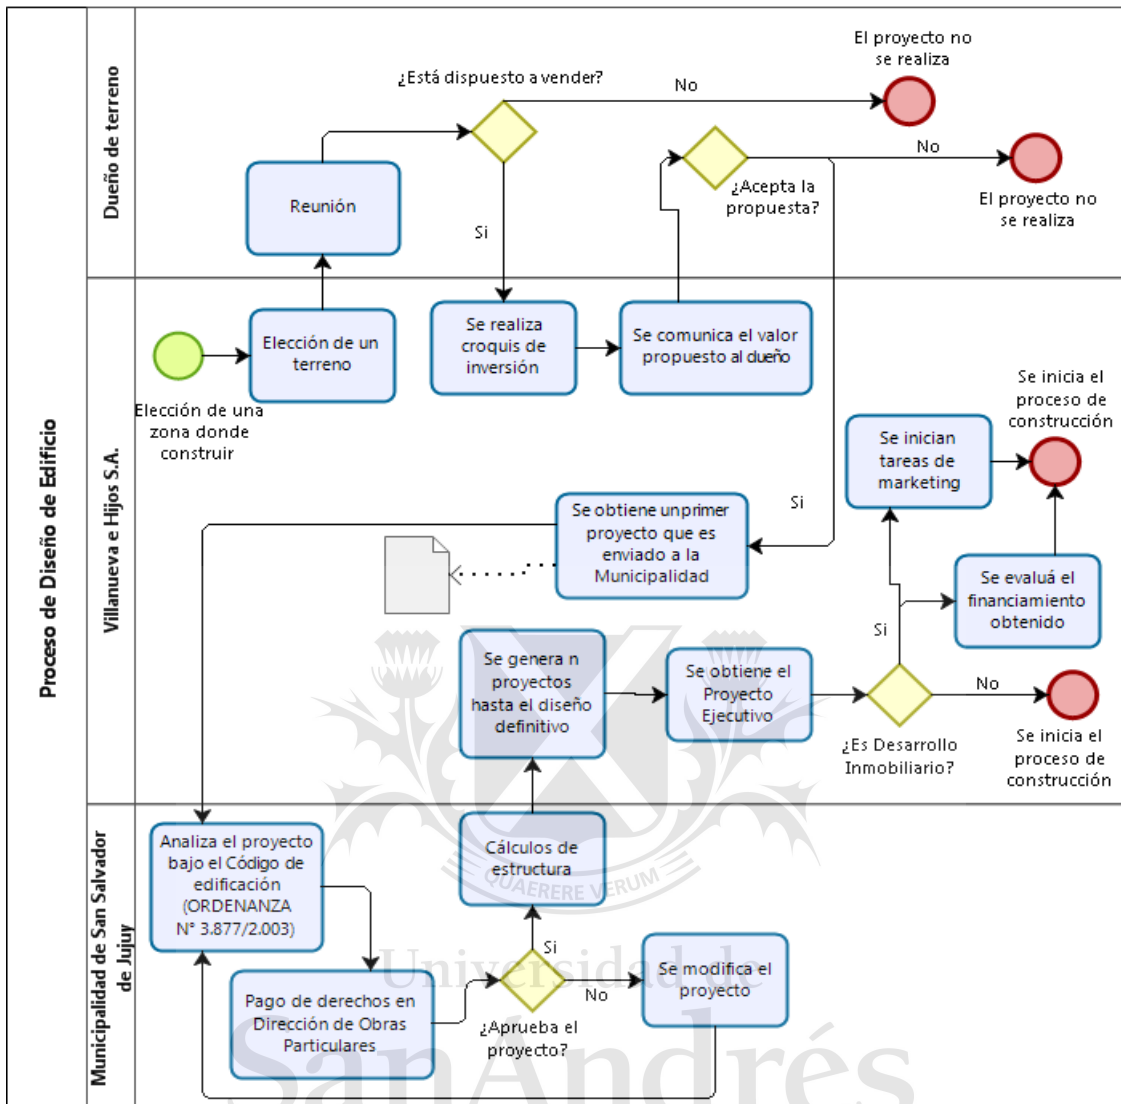 Proceso de Diseño de Edificio
Dueño de terreno
¿Está dispuesto a vender?
No
El proyecto no
se realiza
Reunión
Si
¿Acepta la
propuesta?
No
El proyecto no
se realiza
Villanueva e Hijos S.A.
Elección de una
zona donde
construir
Elección de un
terreno
Se realiza
croquis de
inversión
Se comunica el valor
propuesto al dueño
Si
Se obtiene un primer
proyecto que es
enviado a la
Municipalidad
Se inician
tareas de
marketing
Se inicia el
proceso de
construcción
Se evaluá el
financiamiento
obtenido
Se genera n
proyectos
hasta el diseño
definitivo
Se obtiene el
Proyecto
Ejecutivo
Si
¿Es Desarrollo
Inmobiliario?
No
Se inicia el
proceso de
construcción
Municipalidad de San Salvador
de Jujuy
Analiza el proyecto
bajo el Código de
edificación
(ORDENANZA
N° 3.877/2.003)
Cálculos de
estructura
Pago de derechos en
Dirección de Obras
Particulares
Si
¿Aprueba el
proyecto?
No
Se modifica el
proyecto
QUAERERE VERUM
Universidad de
SanAndrés